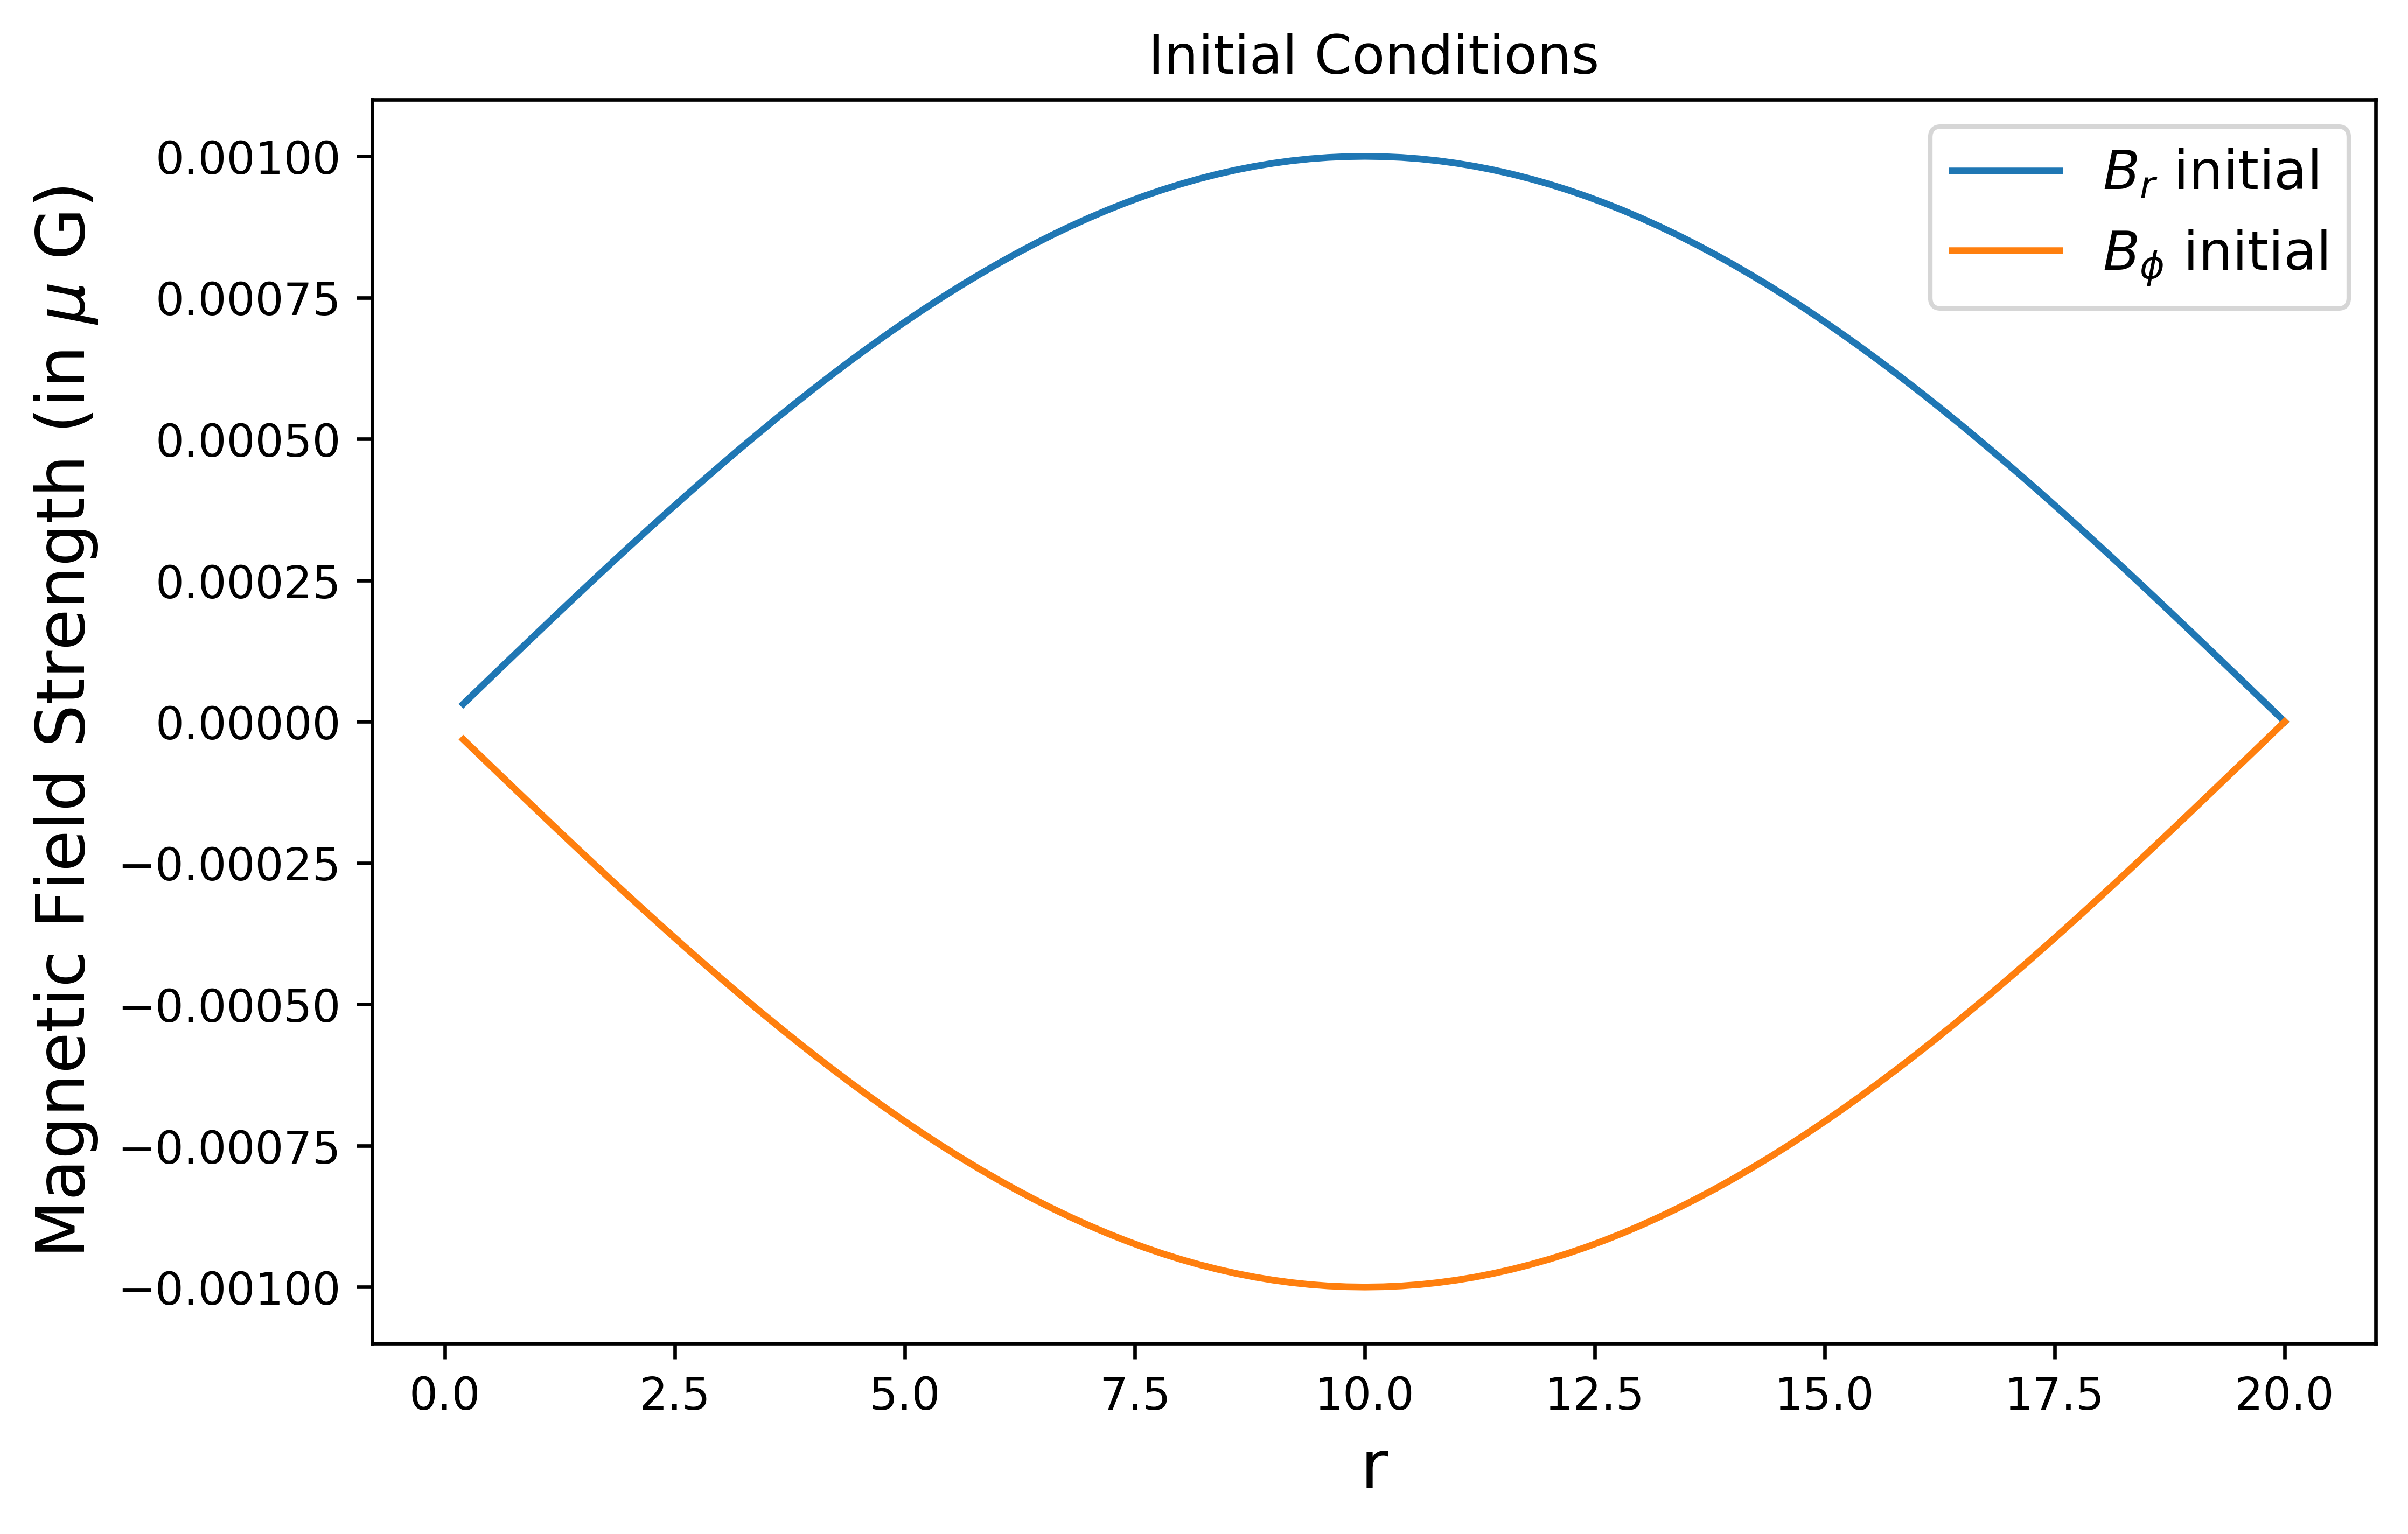 Initial Conditions
Magnetic Field Strength (in μ G)
0.00100
0.00075
0.00050
0.00025
0.00000
−0.00025
−0.00050
−0.00075
−0.00100
B_r initial
B_ϕ initial
0.0 2.5 5.0 7.5 10.0 12.5 15.0 17.5 20.0
r